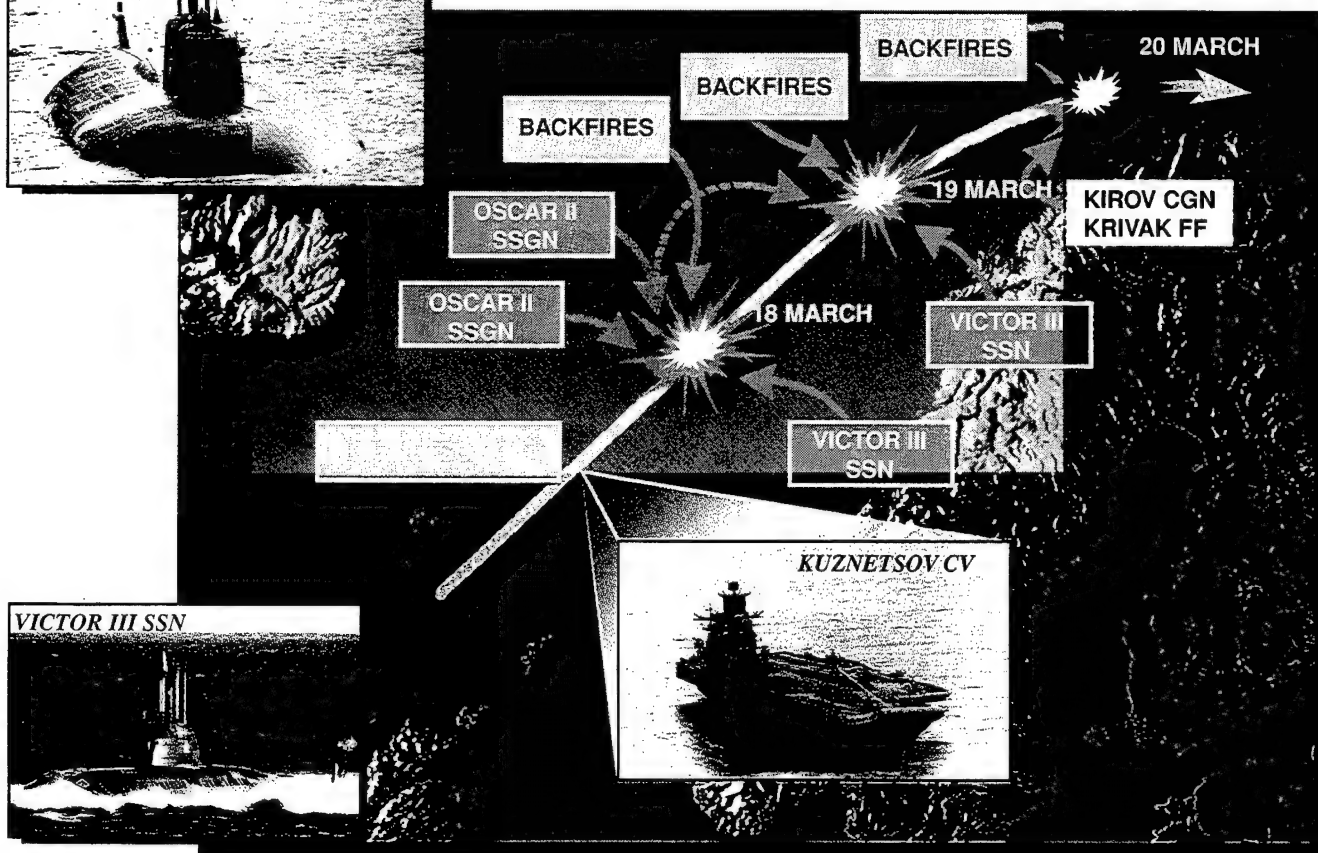 BACKFIRES
20 MARCH
BACKFIRES
BACKFIRES
19 MARCH
KIROV CGN
KRIVAK FF
OSCAR II
SSGN
OSCAR II
SSGN
18 MARCH
VICTOR III
SSN
VICTOR III
SSN
KUZNETSOV CV
VICTOR III SSN